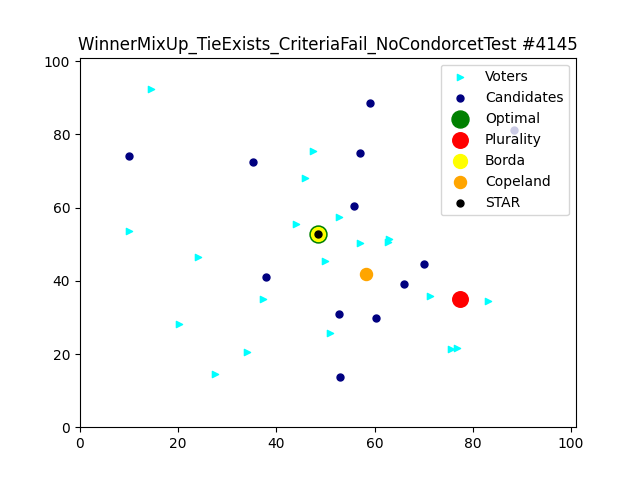 WinnerMixUp_TieExists_CriteriaFail_NoCondorcetTest #4145
100
80
60
40
20
0
0
20
40
60
80
100
Voters
Candidates
Optimal
Plurality
Borda
Copeland
STAR